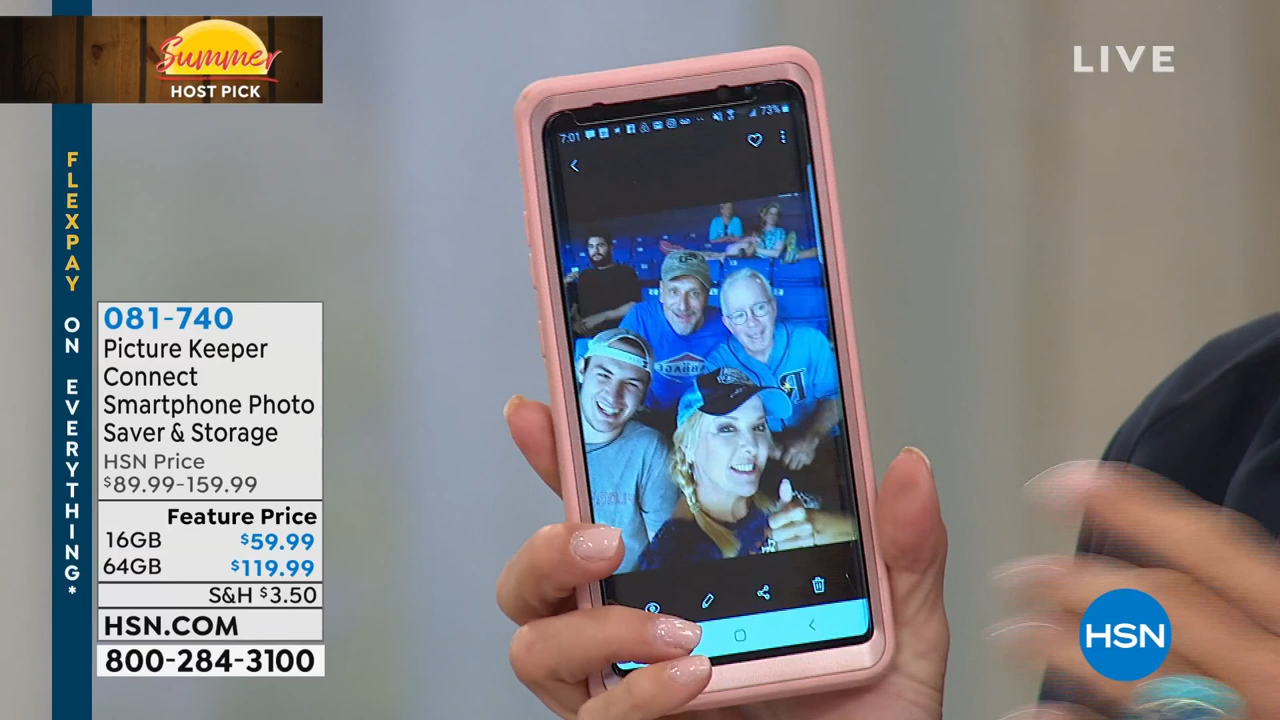 Summer
HOST PICK
LIVE
FLEXPAY ON EVERYTHING*
7:01
73%
081-740
Picture Keeper
Connect
Smartphone Photo
Saver & Storage
HSN Price
$89.99-159.99
Feature Price
16GB $59.99
64GB $119.99
S&H $3.50
HSN.COM
800-284-3100
R
HSN